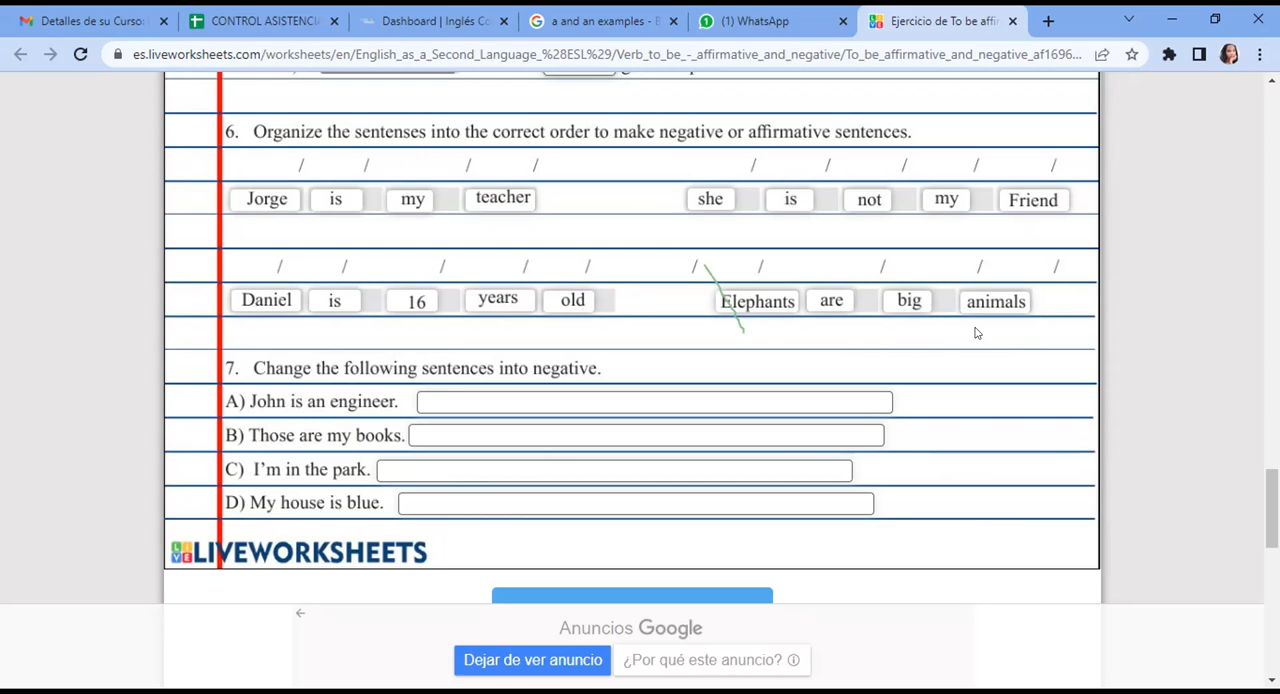 Detalles de su Curso:
CONTROL ASISTENCI
Dashboard | Inglés Co
a and an examples - B
(1) WhatsApp
Ejercicio de To be affir
es.liveworksheets.com/worksheets/en/English_as_a_Second_Language_%28ESL%29/Verb_to_be_-_affirmative_and_negative/To_be_affirmative_and_negative_af1696...
6. Organize the sentenses into the correct order to make negative or affirmative sentences.
/ / / / / / / / /
Jorge is my teacher she is not my Friend
/ / / / / / / / / /
Daniel is 16 years old Elephants are big animals
7. Change the following sentences into negative.
A) John is an engineer.
B) Those are my books.
C) I'm in the park.
D) My house is blue.
LIVE LIVEWORKSHEETS
Anuncios Google
Dejar de ver anuncio ¿Por qué este anuncio?